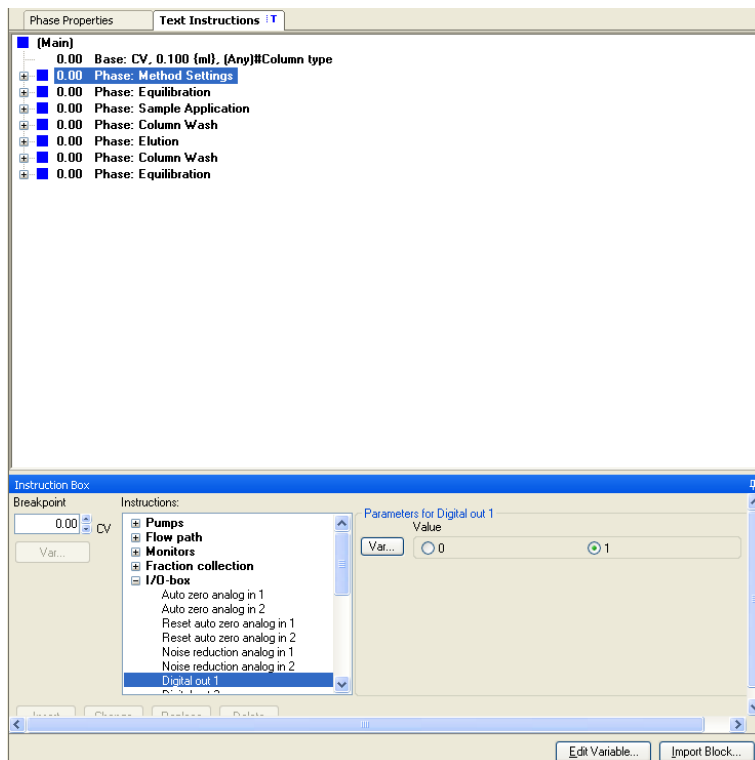 Phase Properties
Text Instructions
(Main)
0.00 Base: CV, 0.100 {ml}, (Any)#Column type
0.00 Phase: Method Settings
0.00 Phase: Equilibration
0.00 Phase: Sample Application
0.00 Phase: Column Wash
0.00 Phase: Elution
0.00 Phase: Column Wash
0.00 Phase: Equilibration
Instruction Box
Breakpoint
0.00 CV
Var...
Instructions:
Pumps
Flow path
Monitors
Fraction collection
I/O-box
Auto zero analog in 1
Auto zero analog in 2
Reset auto zero analog in 1
Reset auto zero analog in 2
Noise reduction analog in 1
Noise reduction analog in 2
Digital out 1
Parameters for Digital out 1
Value
Var... 0 1
Edit Variable... Import Block...